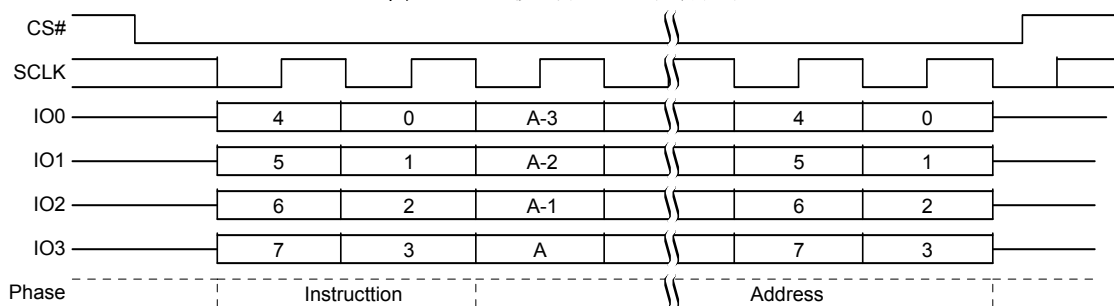 CS#
SCLK
IO0 4 0 A-3 4 0
IO1 5 1 A-2 5 1
IO2 6 2 A-1 6 2
IO3 7 3 A 7 3
Phase Instructtion Address